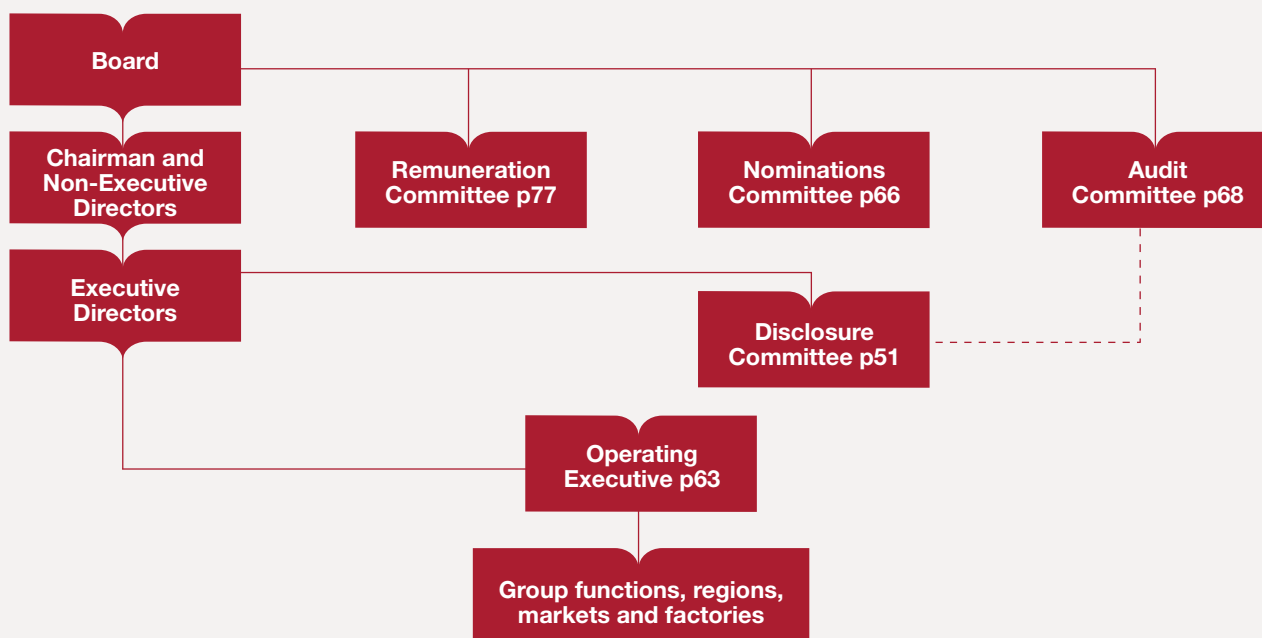 Board
Chairman and
Non-Executive
Directors
Remuneration
Committee p77
Nominations
Committee p66
Audit
Committee p68
Executive
Directors
Disclosure
Committee p51
Operating
Executive p63
Group functions, regions,
markets and factories